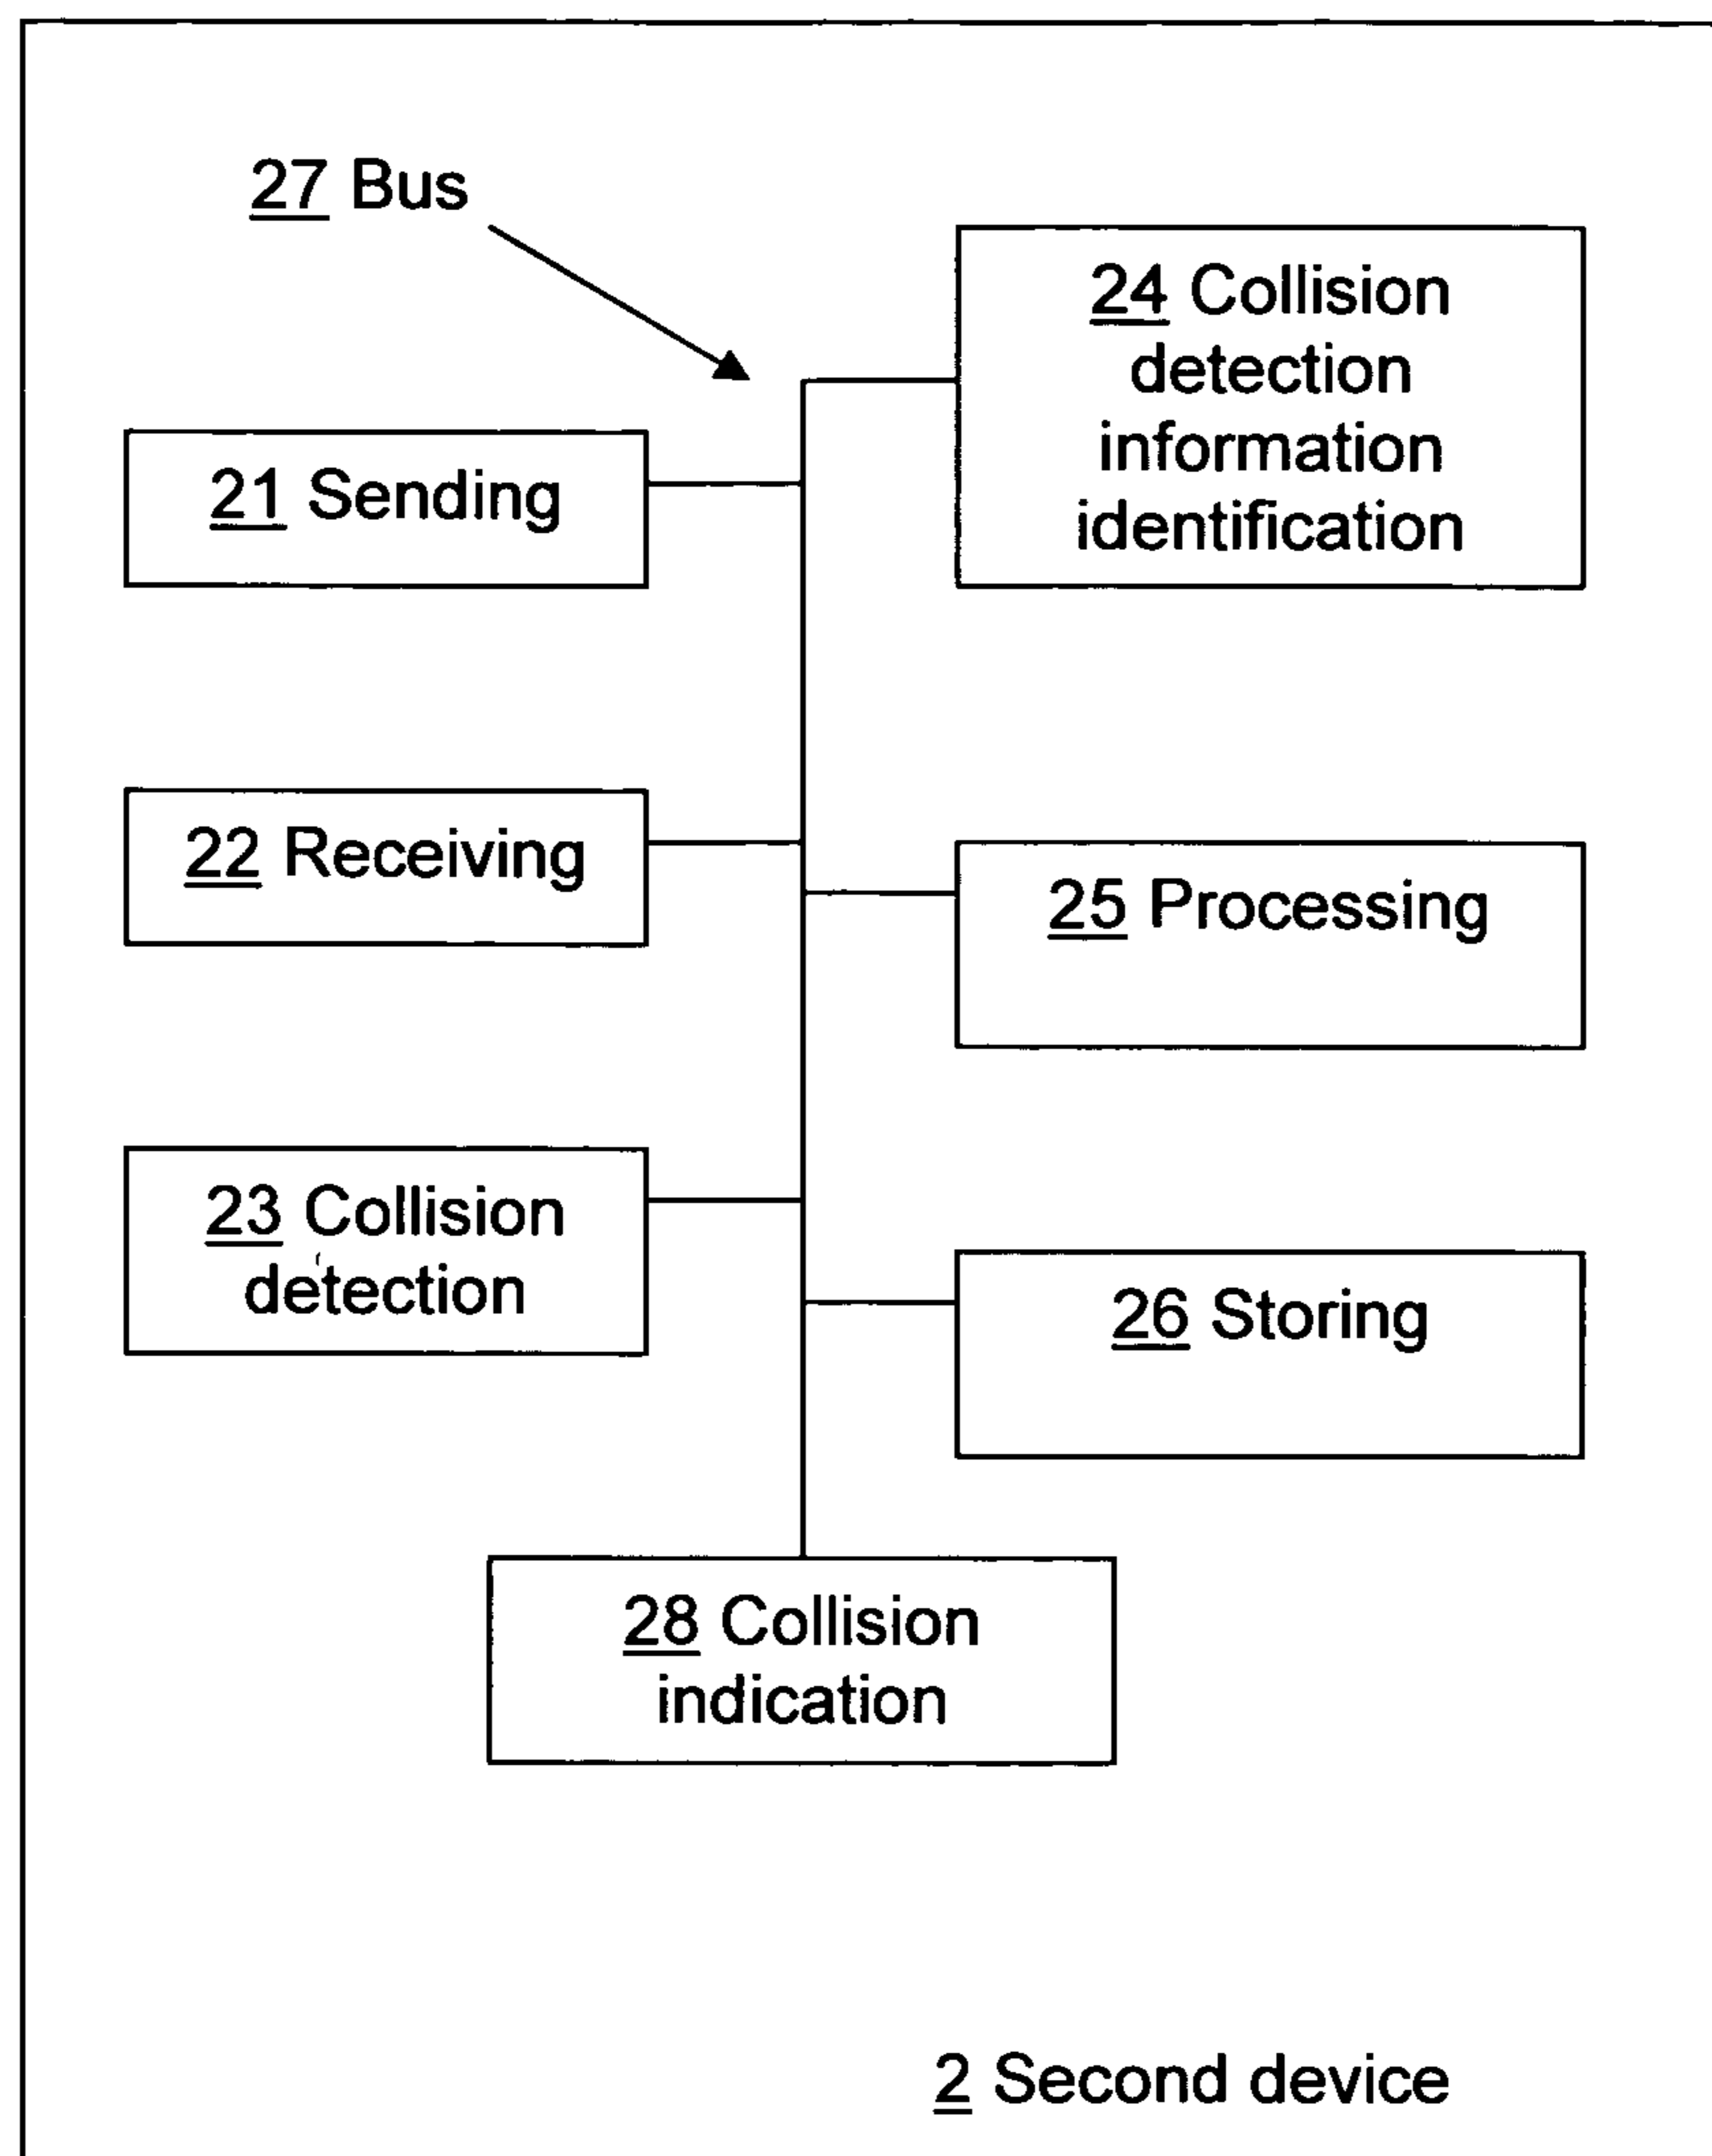 27 Bus
24 Collision
detection
information
identification
21 Sending
22 Receiving
25 Processing
23 Collision
detection
26 Storing
28 Collision
indication
2 Second device